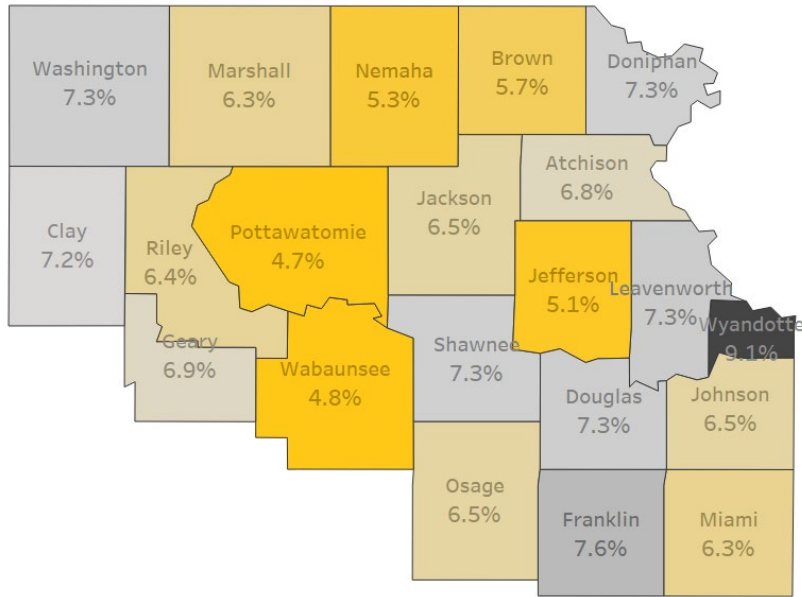 Washington
7.3%
Marshall
6.3%
Nemaha
5.3%
Brown
5.7%
Doniphan
7.3%
Atchison
6.8%
Clay
7.2%
Riley
6.4%
Pottawatomie
4.7%
Jackson
6.5%
Jefferson
5.1%
Leavenworth
7.3%
Wyandotte
9.1%
Geary
6.9%
Wabaunsee
4.8%
Shawnee
7.3%
Douglas
7.3%
Johnson
6.5%
Osage
6.5%
Franklin
7.6%
Miami
6.3%